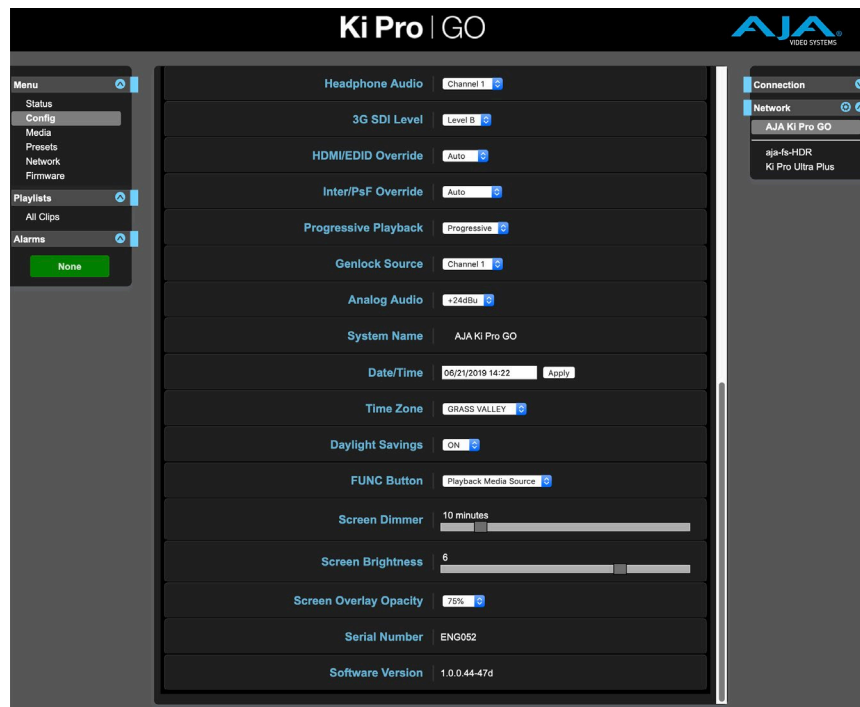 Ki Pro | GO
AJA
VIDEO SYSTEMS
Menu
Status
Config
Media
Presets
Network
Firmware
Playlists
All Clips
Alarms
None
Headphone Audio Channel 1
3G SDI Level Level B
HDMI/EDID Override Auto
Inter/PsF Override Auto
Progressive Playback Progressive
Genlock Source Channel 1
Analog Audio +24dBu
System Name AJA Ki Pro GO
Date/Time 06/21/2019 14:22 Apply
Time Zone GRASS VALLEY
Daylight Savings ON
FUNC Button Playback Media Source
Screen Dimmer 10 minutes
Screen Brightness 6
Screen Overlay Opacity 75%
Serial Number ENG052
Software Version 1.0.0.44-47d
Connection
Network
AJA Ki Pro GO
aja-fs-HDR
Ki Pro Ultra Plus